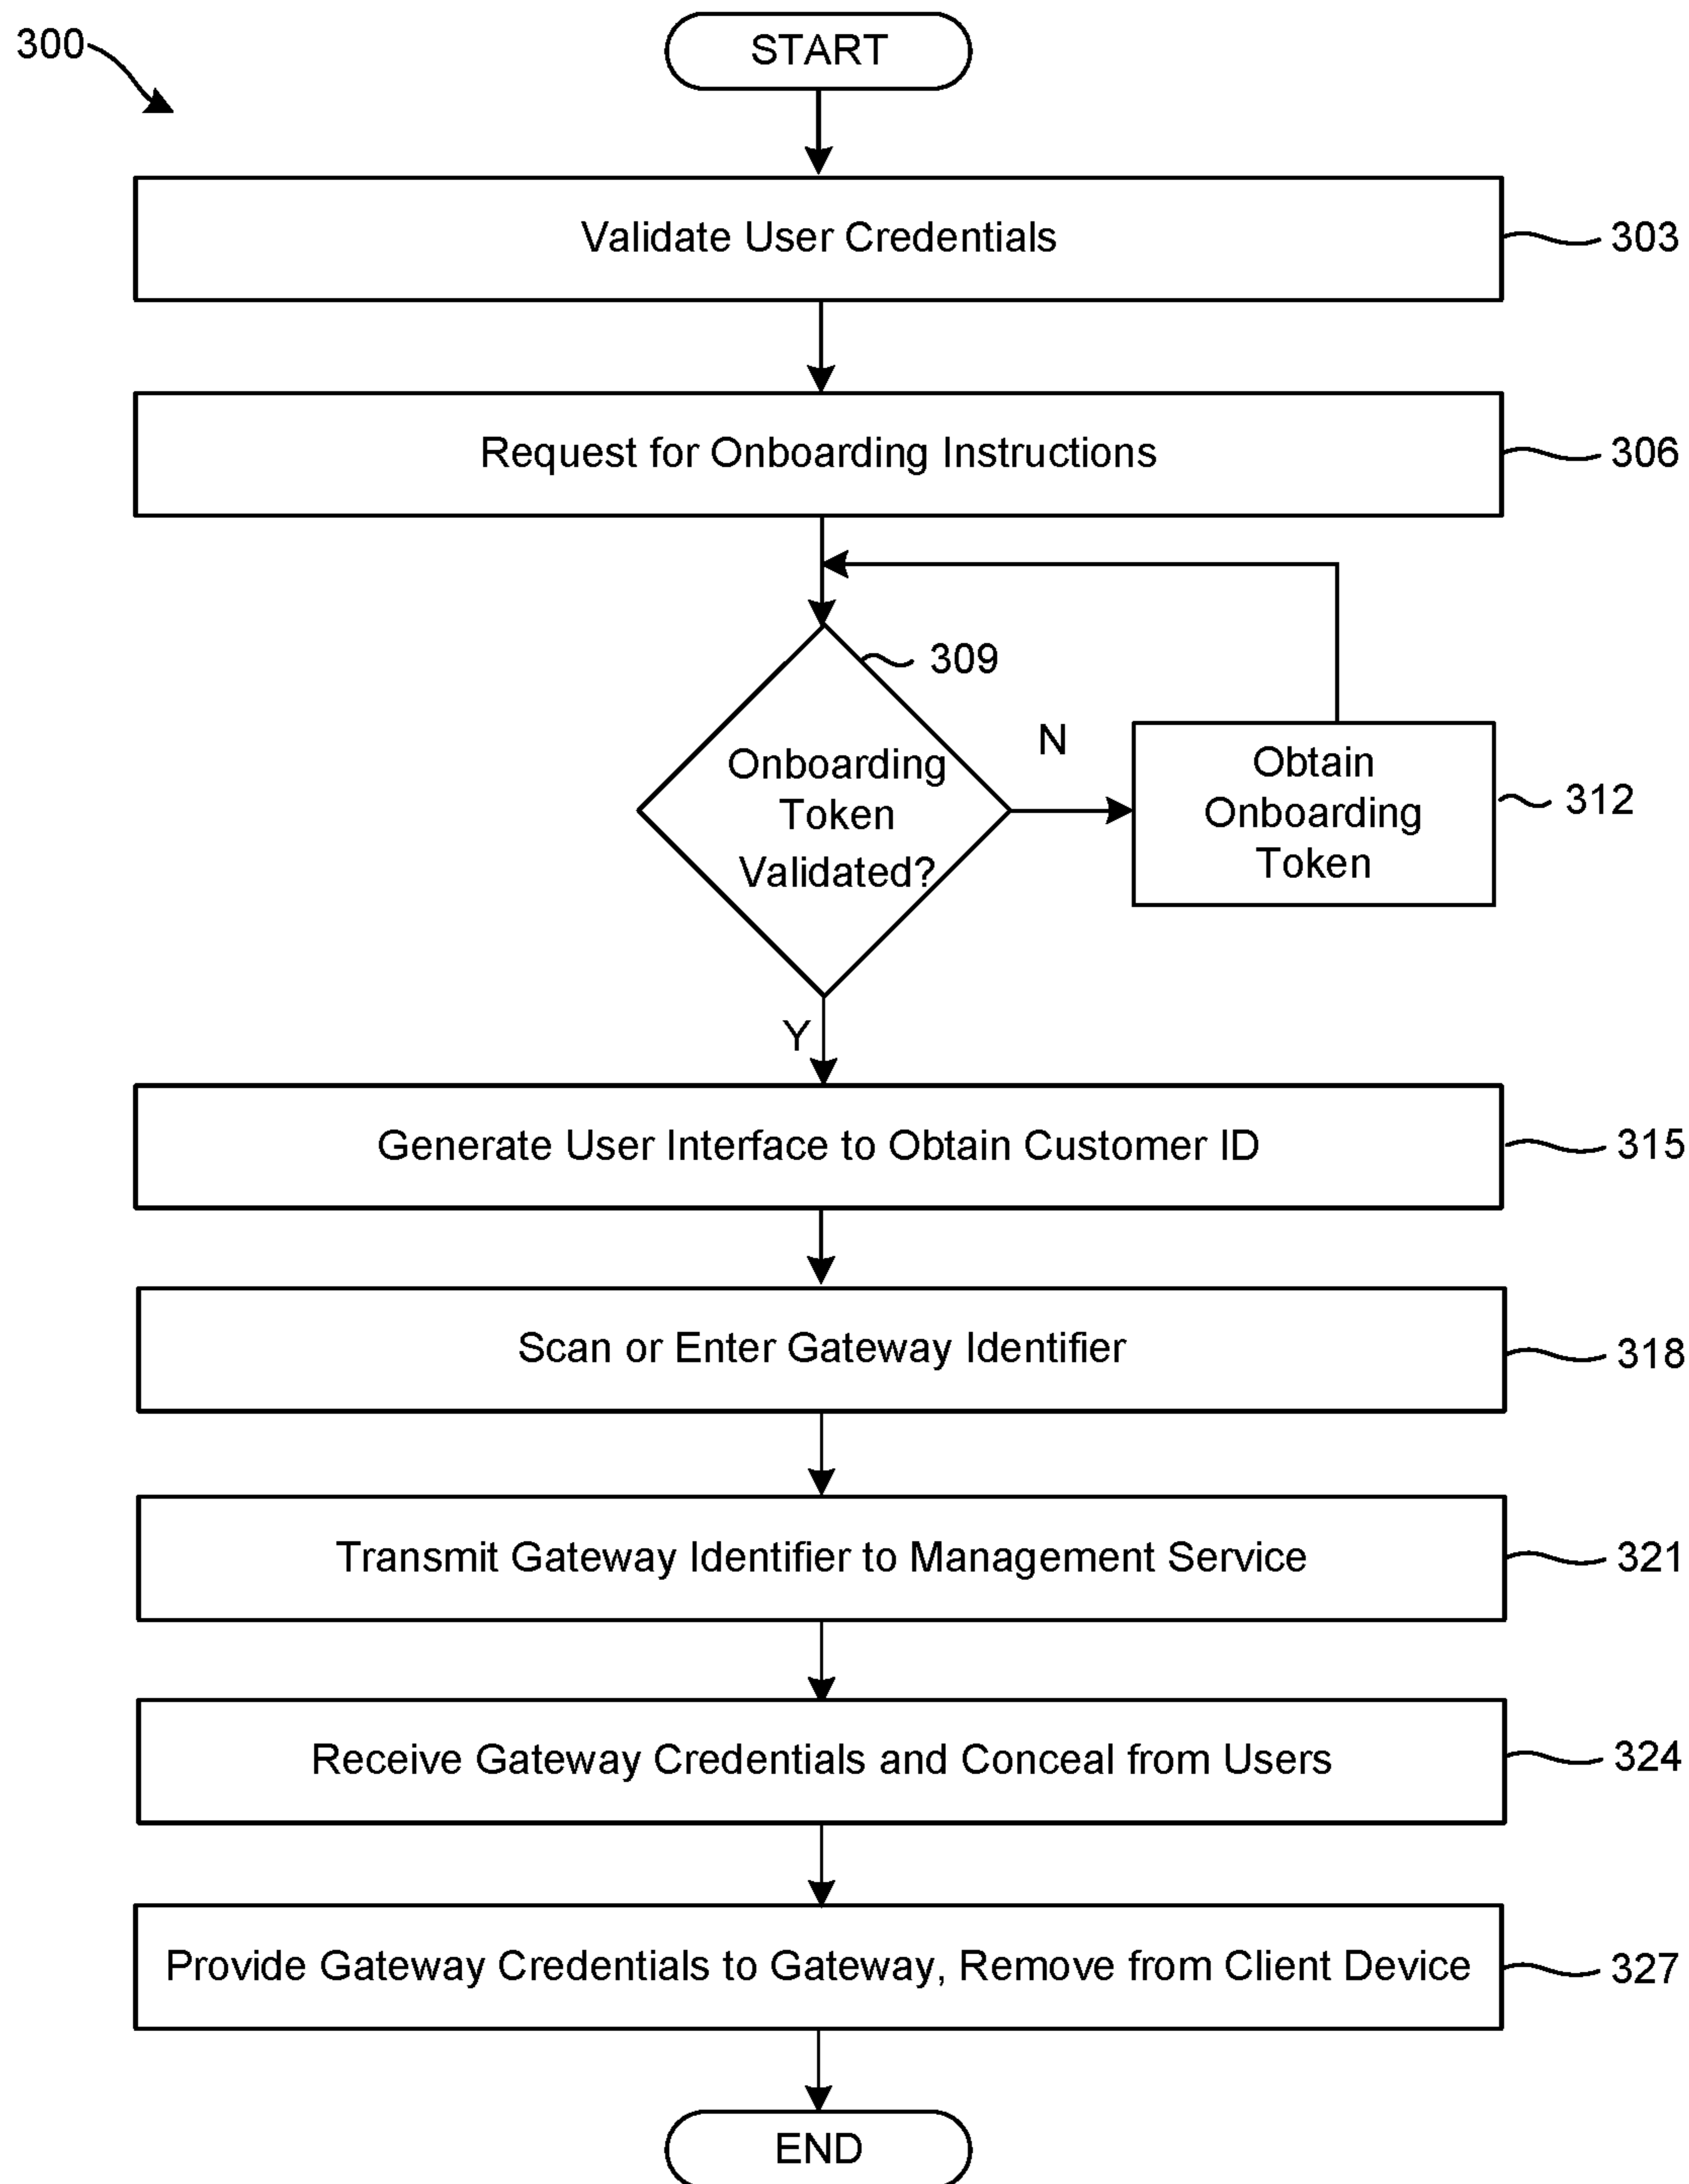 300
START
Validate User Credentials
303
Request for Onboarding Instructions
306
309
Onboarding
Token
Validated?
N
Obtain
Onboarding
Token
312
Y
Generate User Interface to Obtain Customer ID
315
Scan or Enter Gateway Identifier
318
Transmit Gateway Identifier to Management Service
321
Receive Gateway Credentials and Conceal from Users
324
Provide Gateway Credentials to Gateway, Remove from Client Device
327
END